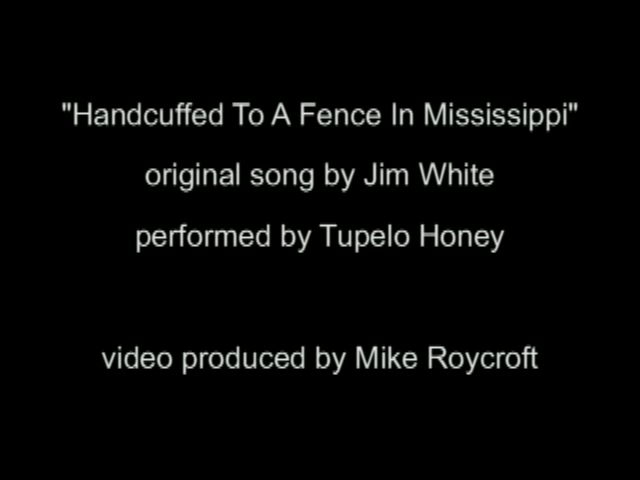 "Handcuffed To A Fence In Mississippi"
original song by Jim White
performed by Tupelo Honey
video produced by Mike Roycroft